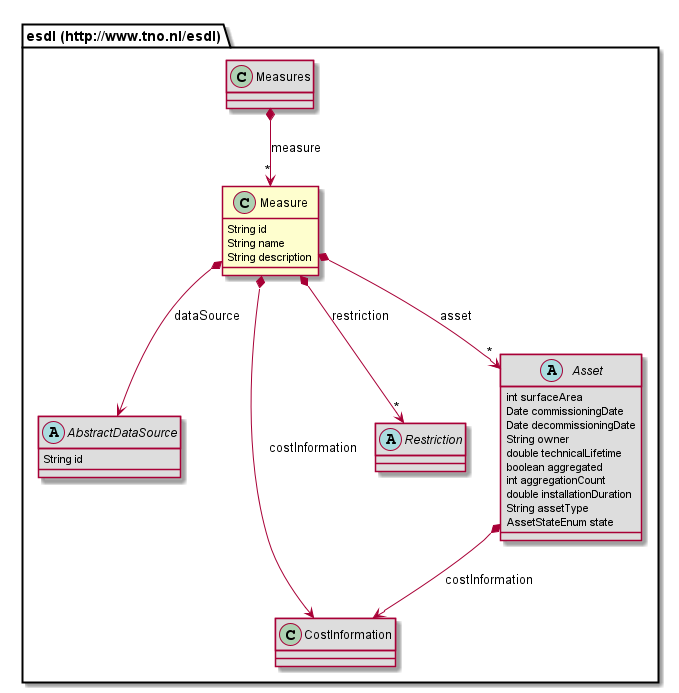 esdl (http://www.tno.nl/esdl)
C Measures
measure
*
C Measure
String id
String name
String description
dataSource
restriction
asset
*
A Asset
int surfaceArea
Date commissioningDate
Date decommissioningDate
String owner
double technicalLifetime
boolean aggregated
int aggregationCount
double installationDuration
String assetType
AssetStateEnum state
*
A AbstractDataSource
String id
costInformation
A Restriction
costInformation
C CostInformation